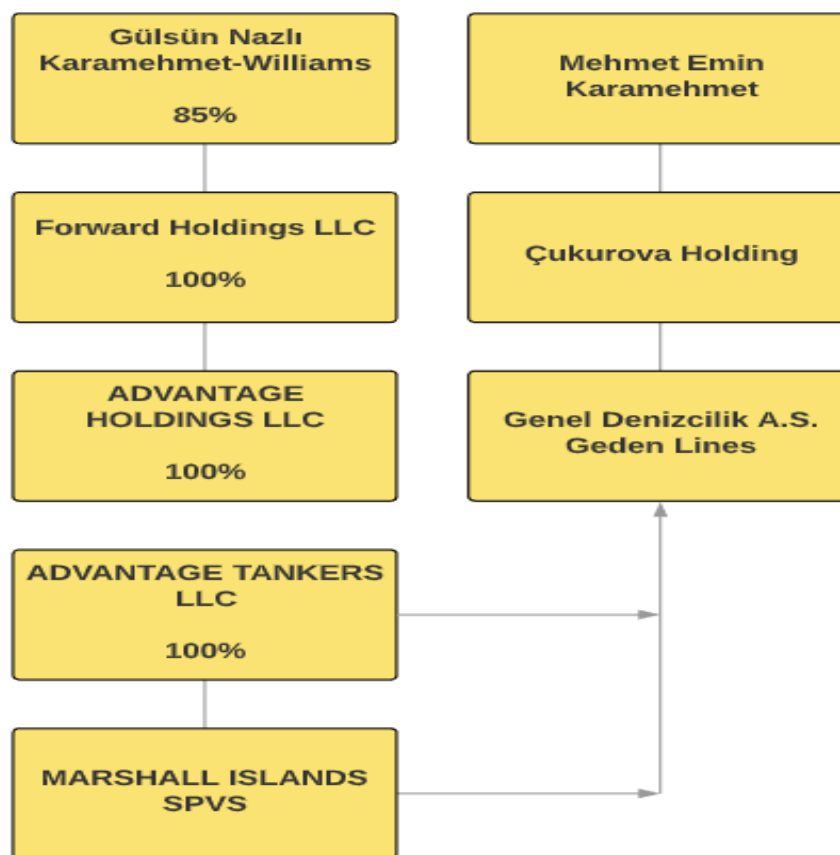 Gülsün Nazlı
Karamehmet-Williams
85%
Forward Holdings LLC
100%
ADVANTAGE
HOLDINGS LLC
100%
ADVANTAGE TANKERS
LLC
100%
MARSHALL ISLANDS
SPVS
Mehmet Emin
Karamehmet
Çukurova Holding
Genel Denizcilik A.S.
Geden Lines